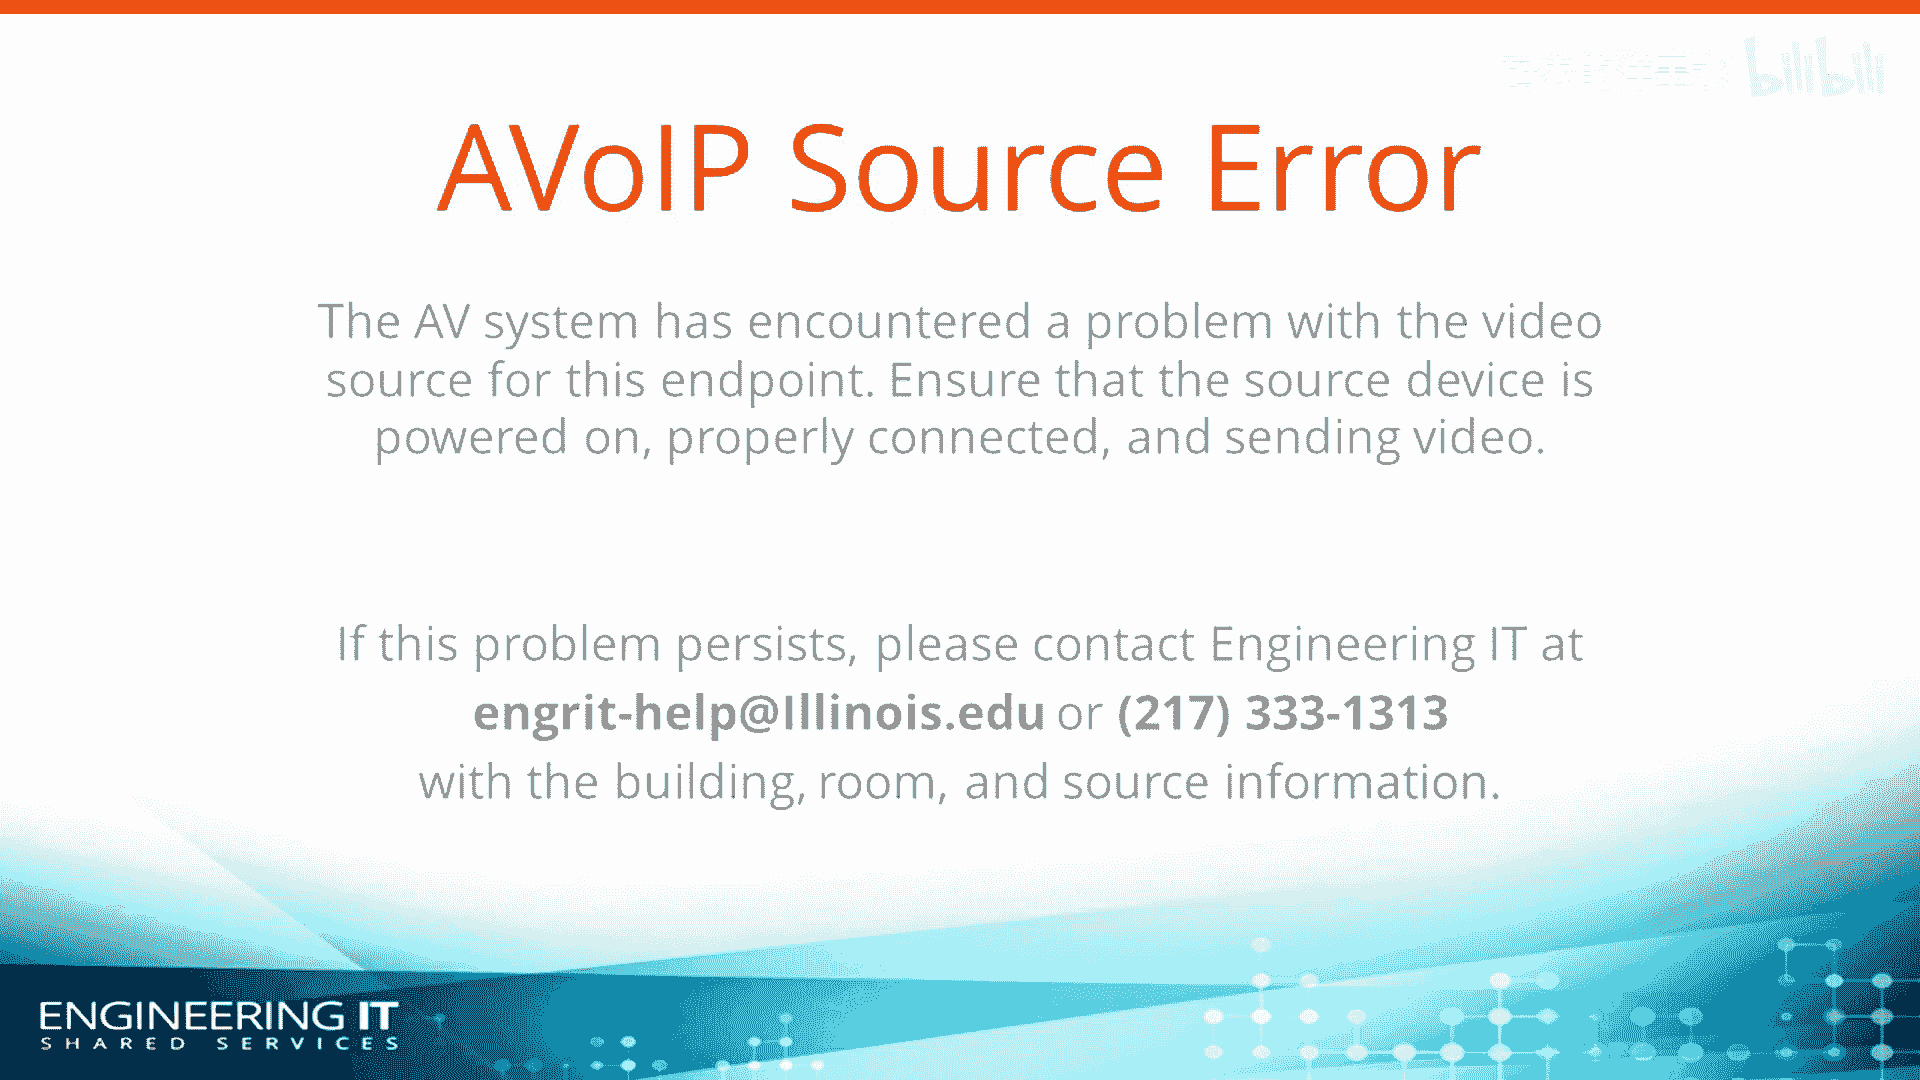 bilibili
AVoIP Source Error
The AV system has encountered a problem with the video
source for this endpoint. Ensure that the source device is
powered on, properly connected, and sending video.
If this problem persists, please contact Engineering IT at
engrit-help@Illinois.edu or (217) 333-1313
with the building, room, and source information.
ENGINEERING IT
SHARED SERVICES